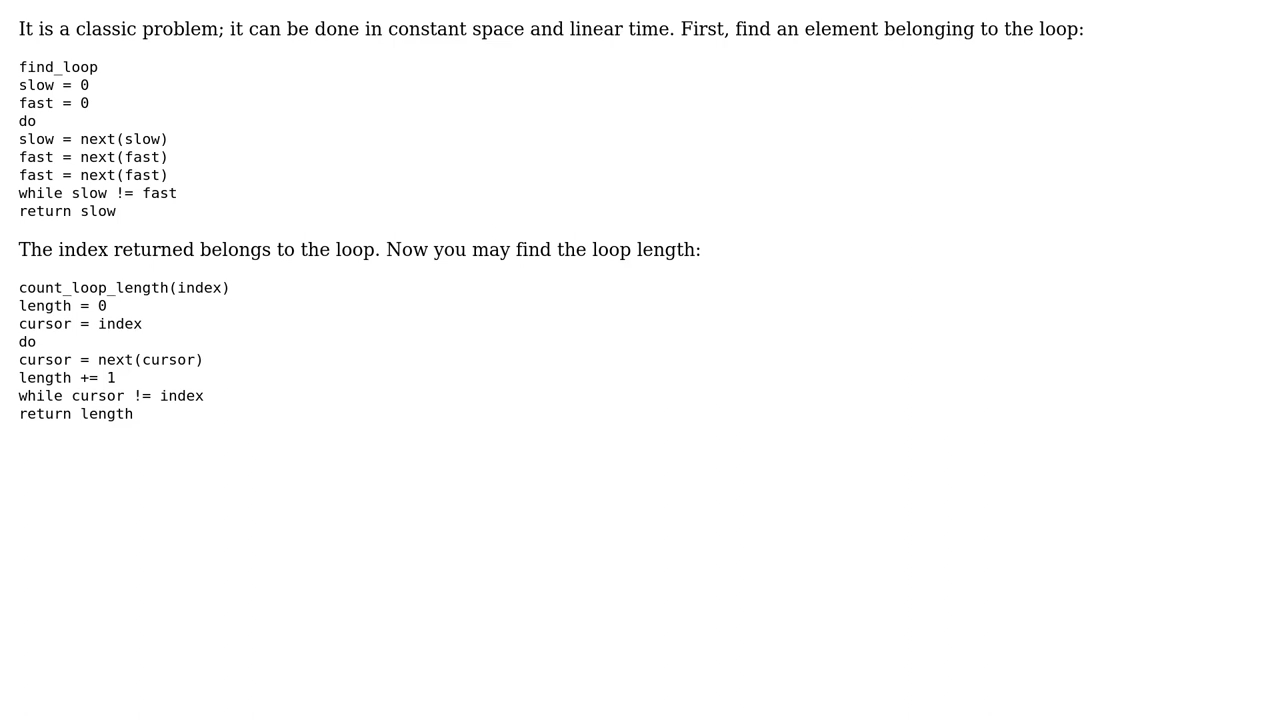 It is a classic problem; it can be done in constant space and linear time. First, find an element belonging to the loop:
find_loop
slow = 0
fast = 0
do
slow = next(slow)
fast = next(fast)
fast = next(fast)
while slow != fast
return slow
The index returned belongs to the loop. Now you may find the loop length:
count_loop_length(index)
length = 0
cursor = index
do
cursor = next(cursor)
length += 1
while cursor != index
return length